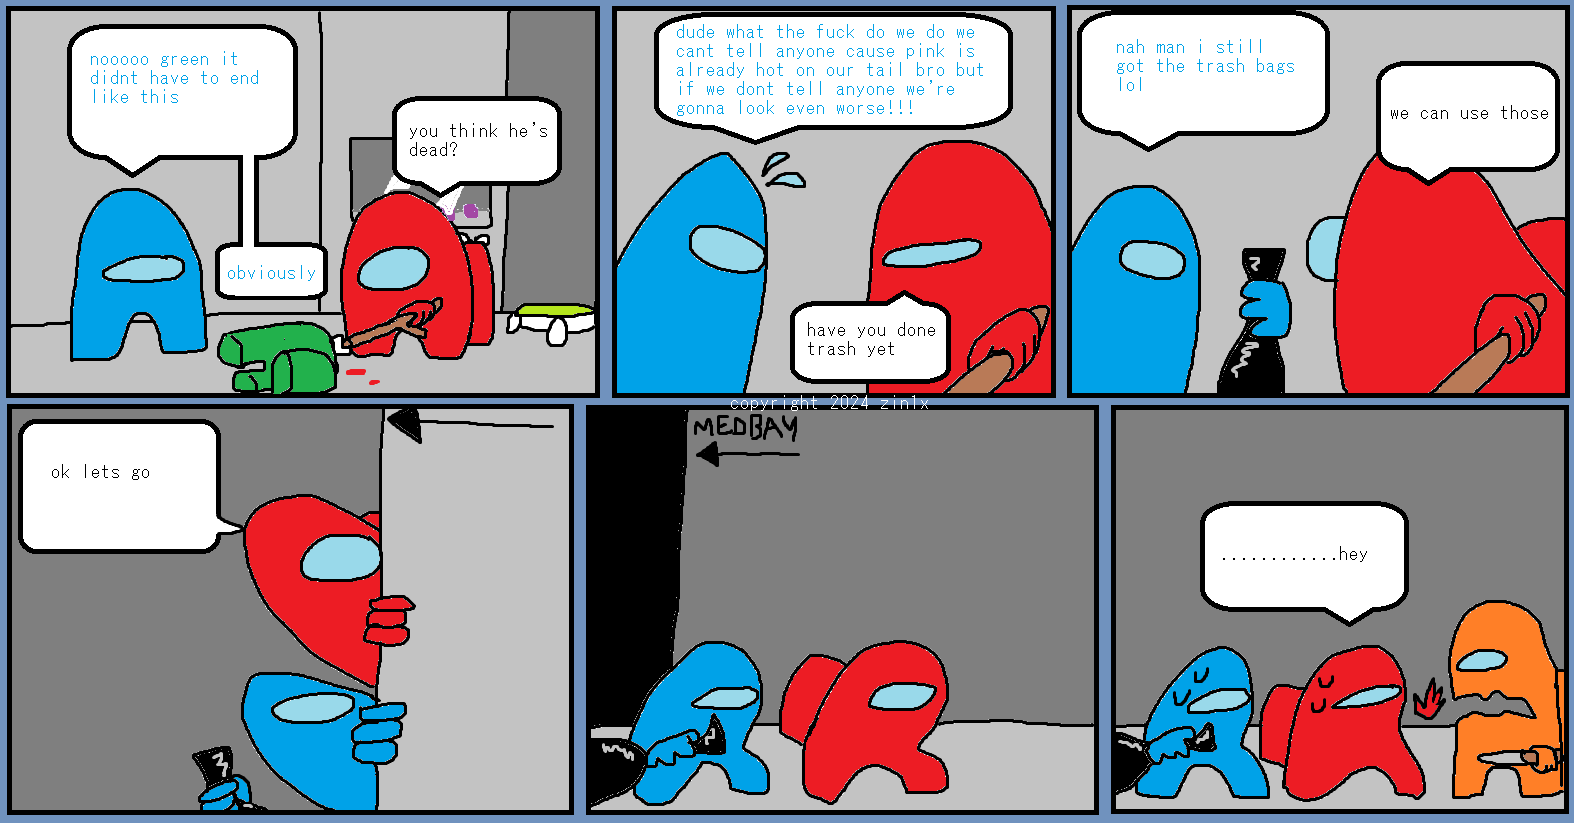 nooooo green it
didnt have to end
like this
you think he's
dead?
obviously
dude what the fuck do we do we
cant tell anyone cause pink is
already hot on our tail bro but
if we dont tell anyone we're
gonna look even worse!!!
have you done
trash yet
nah man i still
got the trash bags
lol
we can use those
copyright 2024 zin1x
ok lets go
MEDBAY
............hey